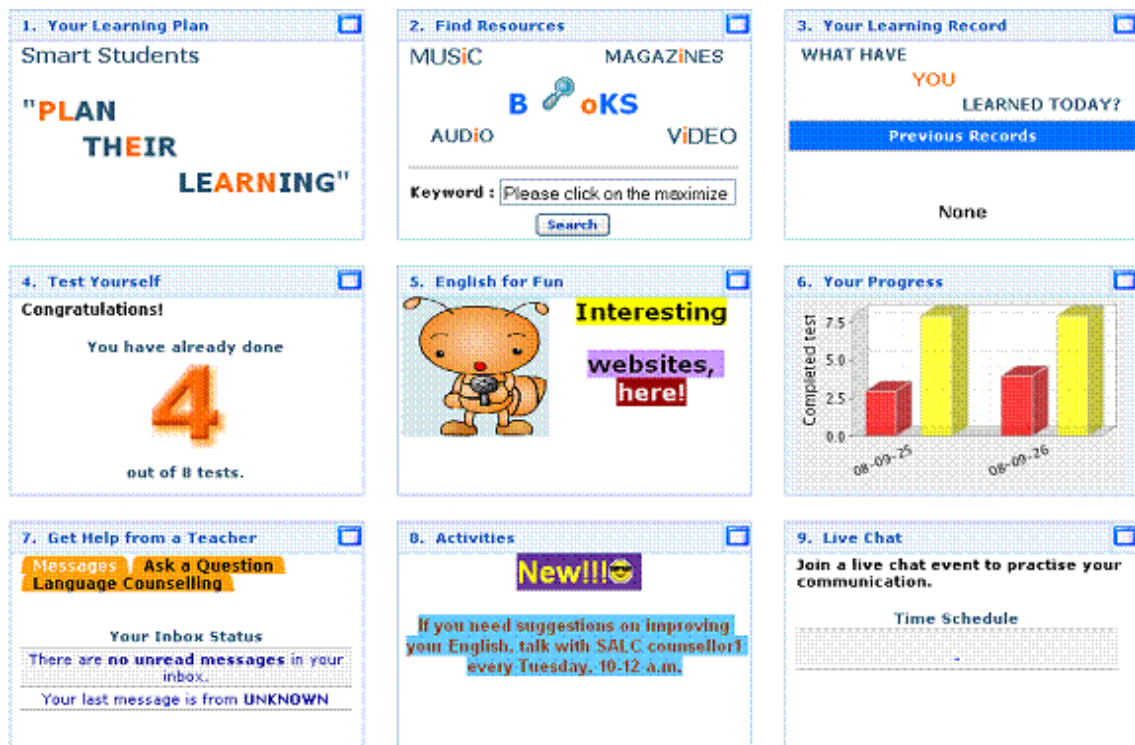 1. Your Learning Plan
Smart Students
"PLAN
THEIR
LEARNING"
2. Find Resources
MUSiC MAGAZiNES
B oKS
AUDiO ViDEO
Keyword : Please click on the maximize
Search
3. Your Learning Record
WHAT HAVE
YOU
LEARNED TODAY?
Previous Records
None
4. Test Yourself
Congratulations!
You have already done
4
out of 8 tests.
5. English for Fun
Interesting
websites,
here!
6. Your Progress
Completed test
7.5
5.0
2.5
0.0
08-09-25 08-09-26
7. Get Help from a Teacher
Messages Ask a Question
Language Counselling
Your Inbox Status
There are no unread messages in your
inbox.
Your last message is from UNKNOWN
8. Activities
New!!!
If you need suggestions on improving
your English, talk with SALC counsellor1
every Tuesday, 10-12 a.m.
9. Live Chat
Join a live chat event to practise your
communication.
Time Schedule
-